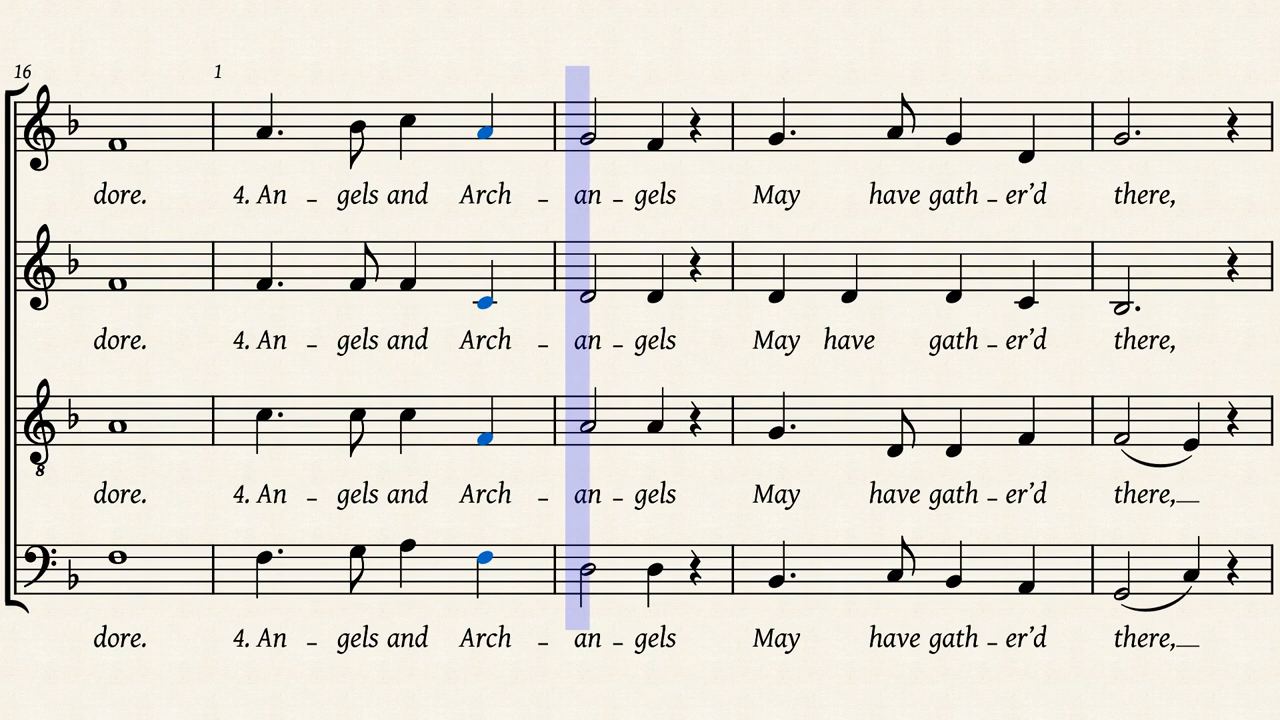 16 1
dore. 4. An - gels and Arch - an - gels May have gath - er’d there,
dore. 4. An - gels and Arch - an - gels May have gath - er’d there,
8
dore. 4. An - gels and Arch - an - gels May have gath - er’d there,
dore. 4. An - gels and Arch - an - gels May have gath - er’d there,